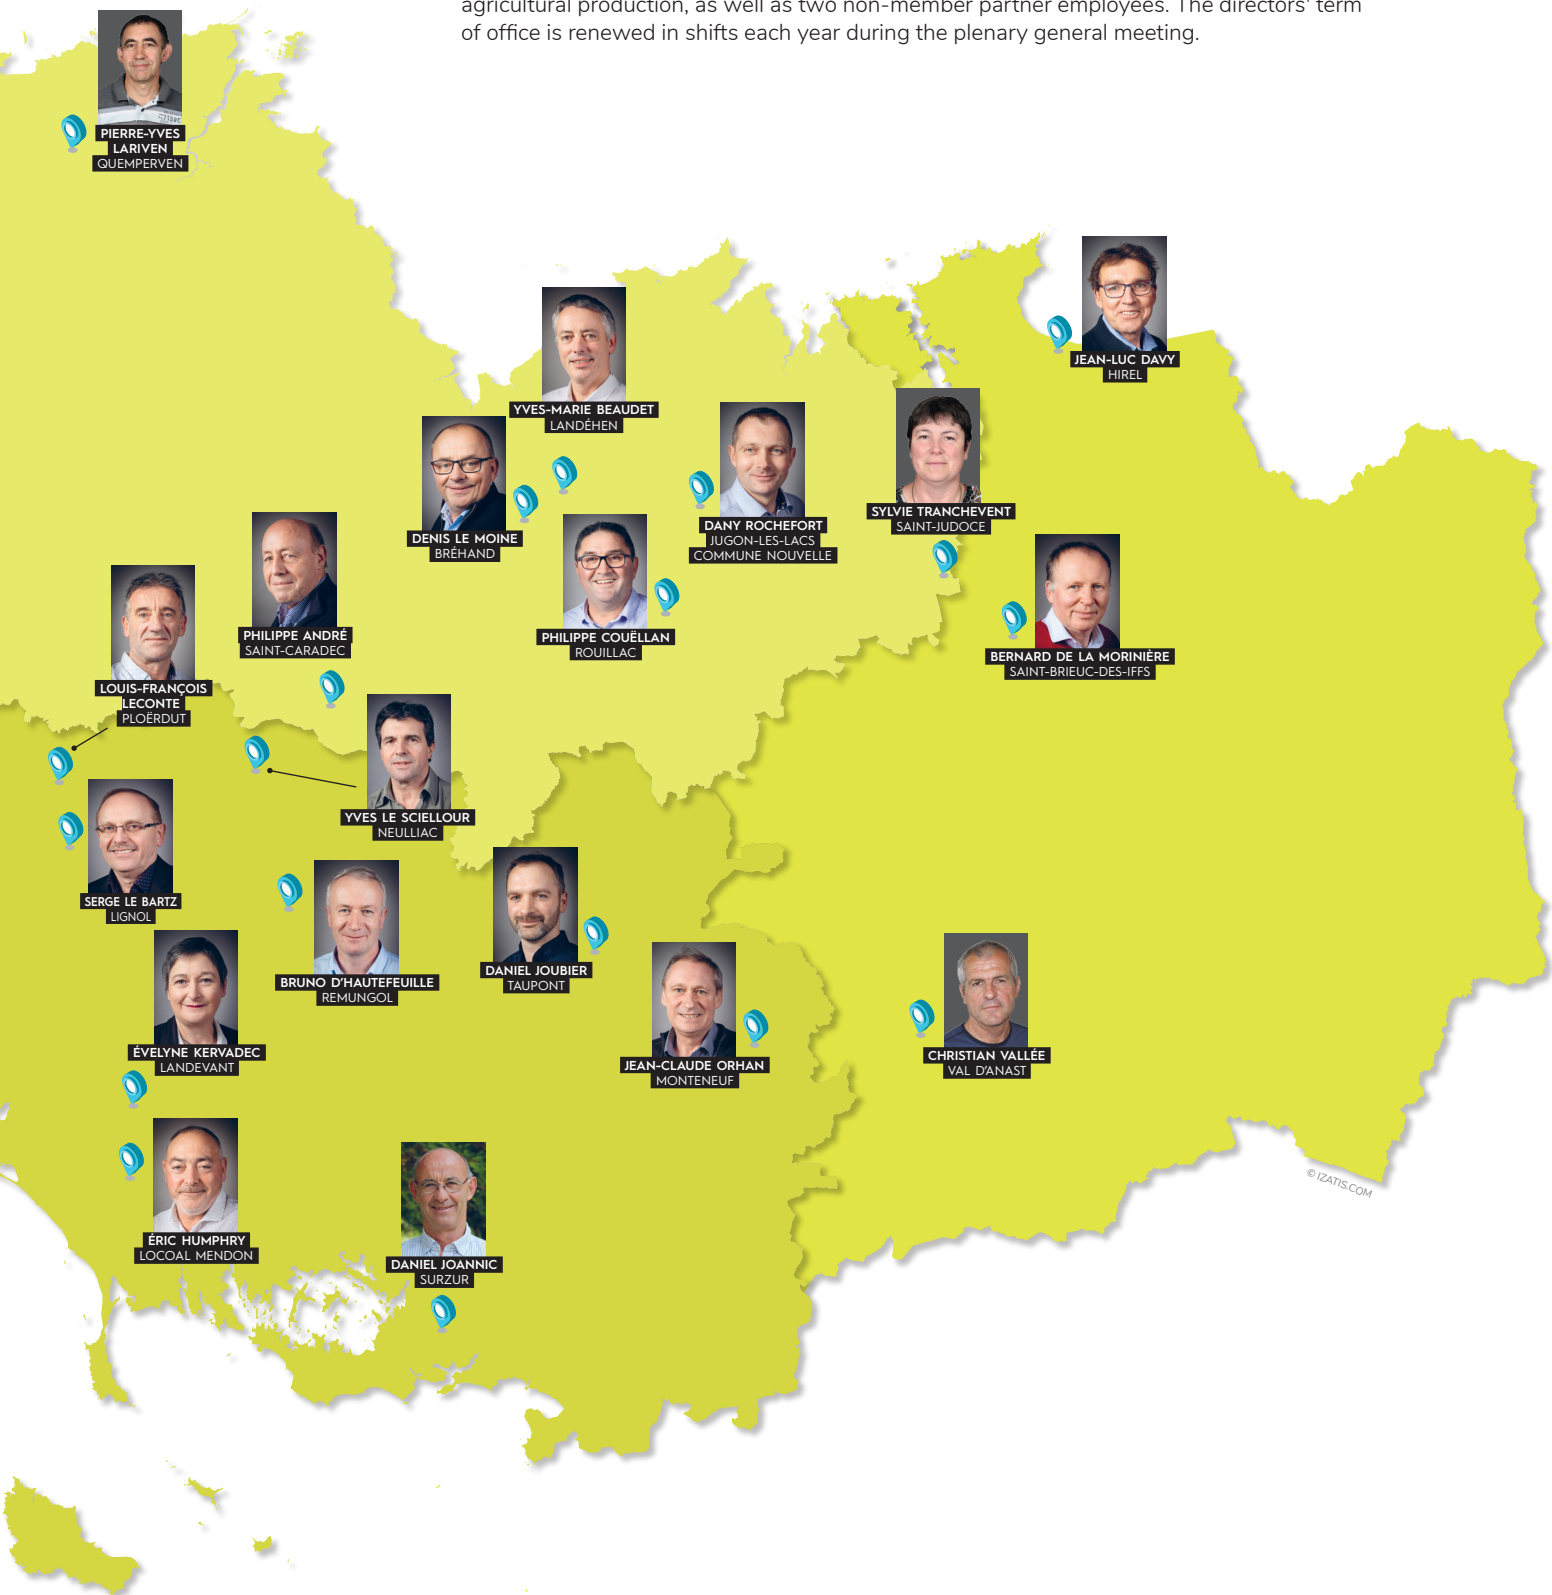 agricultural production, as well as two non-member partner employees. The directors' term
of office is renewed in shifts each year during the plenary general meeting.
PIERRE-YVES
LARIVEN
QUEMPERVEN
JEAN-LUC DAVY
HIREL
YVES-MARIE BEAUDET
LANDÉHEN
DENIS LE MOINE
BRÉHAND
DANY ROCHEFORT
JUGON-LES-LACS
COMMUNE NOUVELLE
SYLVIE TRANCHEVENT
SAINT-JUDOCE
PHILIPPE ANDRÉ
SAINT-CARADEC
PHILIPPE COUËLLAN
ROUILLAC
BERNARD DE LA MORINIÈRE
SAINT-BRIEUC-DES-IFFS
LOUIS-FRANÇOIS
LECONTE
PLOËRDUT
YVES LE SCIELLOUR
NEULLIAC
SERGE LE BARTZ
LIGNOL
BRUNO D'HAUTEFEUILLE
REMUNGOL
DANIEL JOUBIER
TAUPONT
ÉVELYNE KERVADEC
LANDEVANT
JEAN-CLAUDE ORHAN
MONTENEUF
CHRISTIAN VALLÉE
VAL D'ANAST
ÉRIC HUMPHRY
LOCOAL MENDON
DANIEL JOANNIC
SURZUR
© IZATIS.COM